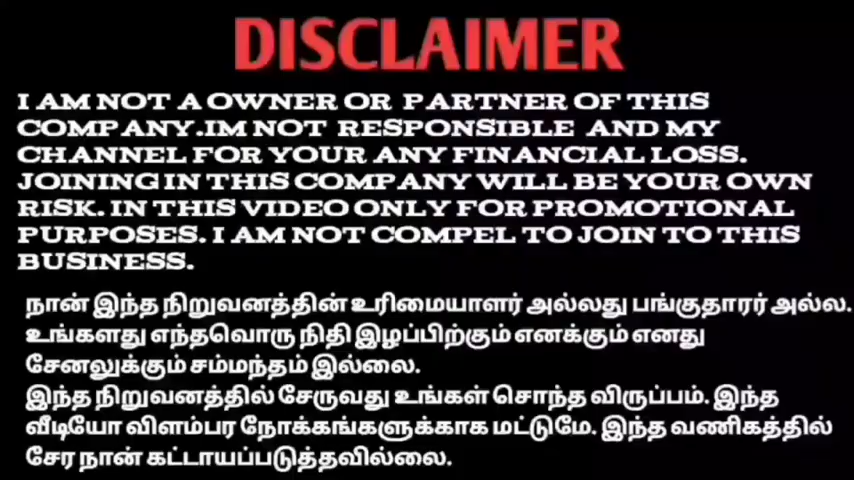 DISCLAIMER
I AM NOT A OWNER OR PARTNER OF THIS
COMPANY.IM NOT RESPONSIBLE AND MY
CHANNEL FOR YOUR ANY FINANCIAL LOSS.
JOINING IN THIS COMPANY WILL BE YOUR OWN
RISK. IN THIS VIDEO ONLY FOR PROMOTIONAL
PURPOSES. I AM NOT COMPEL TO JOIN TO THIS
BUSINESS.
நான் இந்த நிறுவனத்தின் உரிமையாளர் அல்லது பங்குதாரர் அல்ல.
உங்களது எந்தவொரு நிதி இழப்பிற்கும் எனக்கும் எனது
சேனலுக்கும் சம்மந்தம் இல்லை.
இந்த நிறுவனத்தில் சேருவது உங்கள் சொந்த விருப்பம். இந்த
வீடியோ விளம்பர நோக்கங்களுக்காக மட்டுமே. இந்த வணிகத்தில்
சேர நான் கட்டாயப்படுத்தவில்லை.